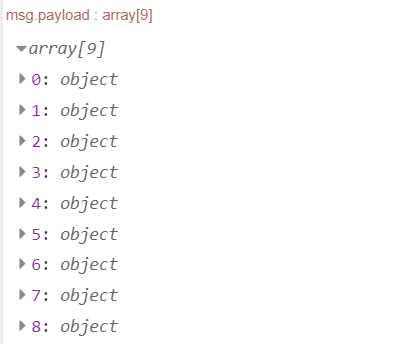 msg.payload : array[9]
array[9]
0: object
1: object
2: object
3: object
4: object
5: object
6: object
7: object
8: object